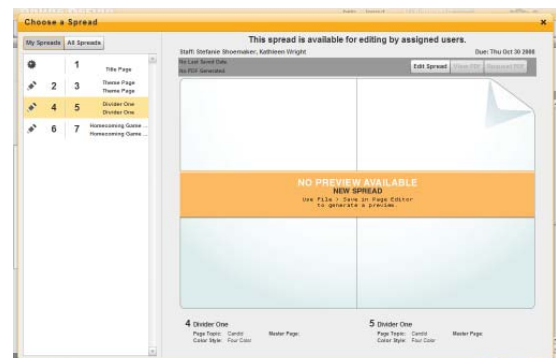 Choose a Spread
My Spreads All Spreads
This spread is available for editing by assigned users.
Staff: Stefanie Shoemaker, Kathleen Wright Due: Thu Oct 30 2008
No Last Saved Date
No PDF Generated
Edit Spread View PDF Request PDF
1 Title Page
2 3 Theme Page
Theme Page
4 5 Divider One
Divider One
6 7 Homecoming Game ...
Homecoming Game ...
NO PREVIEW AVAILABLE
NEW SPREAD
Use File > Save in Page Editor
to generate a preview.
4 Divider One
Page Topic: Candid Master Page:
Color Style: Four Color
5 Divider One
Page Topic: Candid Master Page:
Color Style: Four Color